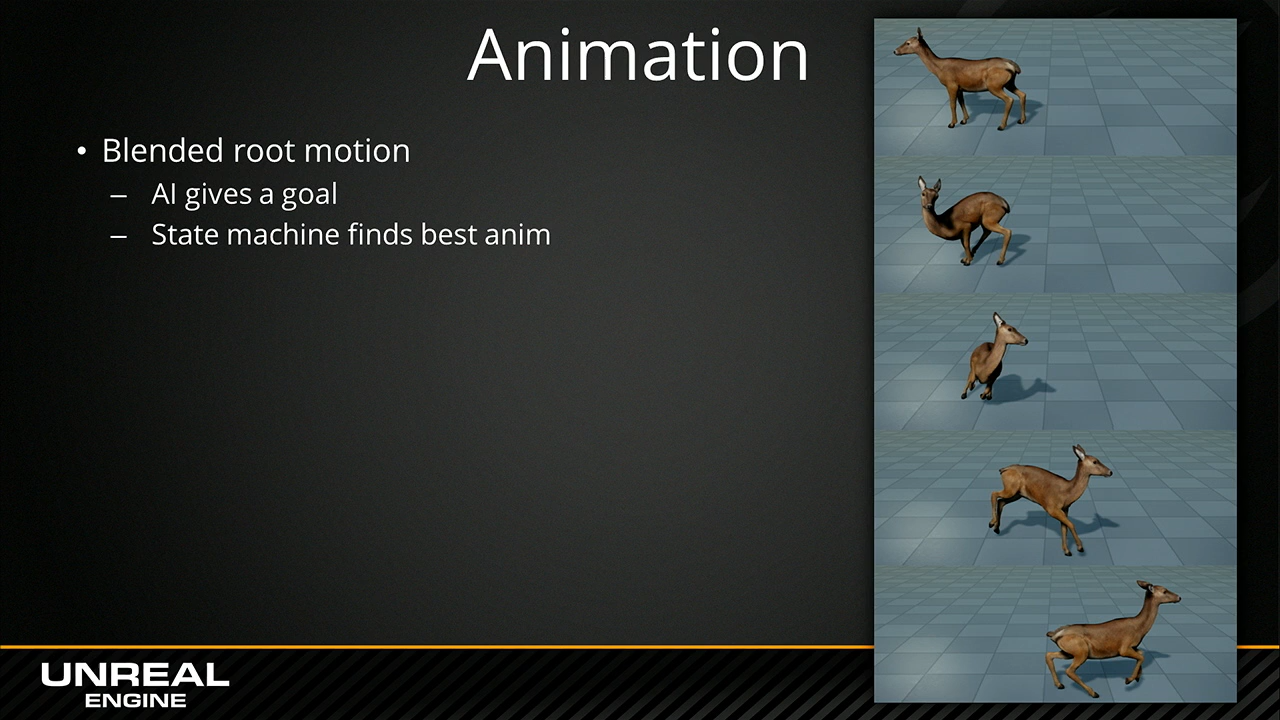 Animation
• Blended root motion
– AI gives a goal
– State machine finds best anim
UNREAL
ENGINE